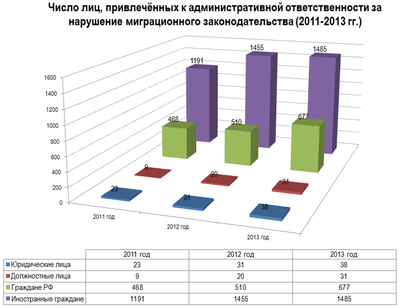 Число лиц, привлечённых к административной ответственности за
нарушение миграционного законодательства (2011-2013 гг.)
1600
1400
1200
1000
800
600
400
200
0
1191
1455
1485
468
510
677
9
20
31
23
31
38
2011 год
2012 год
2013 год
2011 год 2012 год 2013 год
Юридические лица 23 31 38
Должностные лица 9 20 31
Граждане РФ 468 510 677
Иностранные граждане 1191 1455 1485